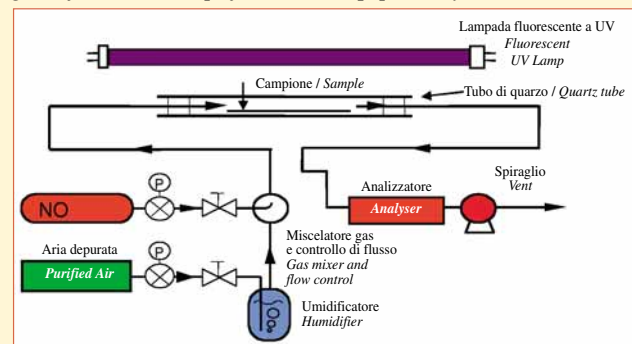 Lampada fluorescente a UV
Fluorescent
UV Lamp
Campione / Sample
Tubo di quarzo / Quartz tube
Spiraglio
Vent
Analizzatore
Analyser
P
NO
Miscelatore gas
e controllo di flusso
Gas mixer and
flow control
Aria depurata
P
Purified Air
Umidificatore
Humidifier